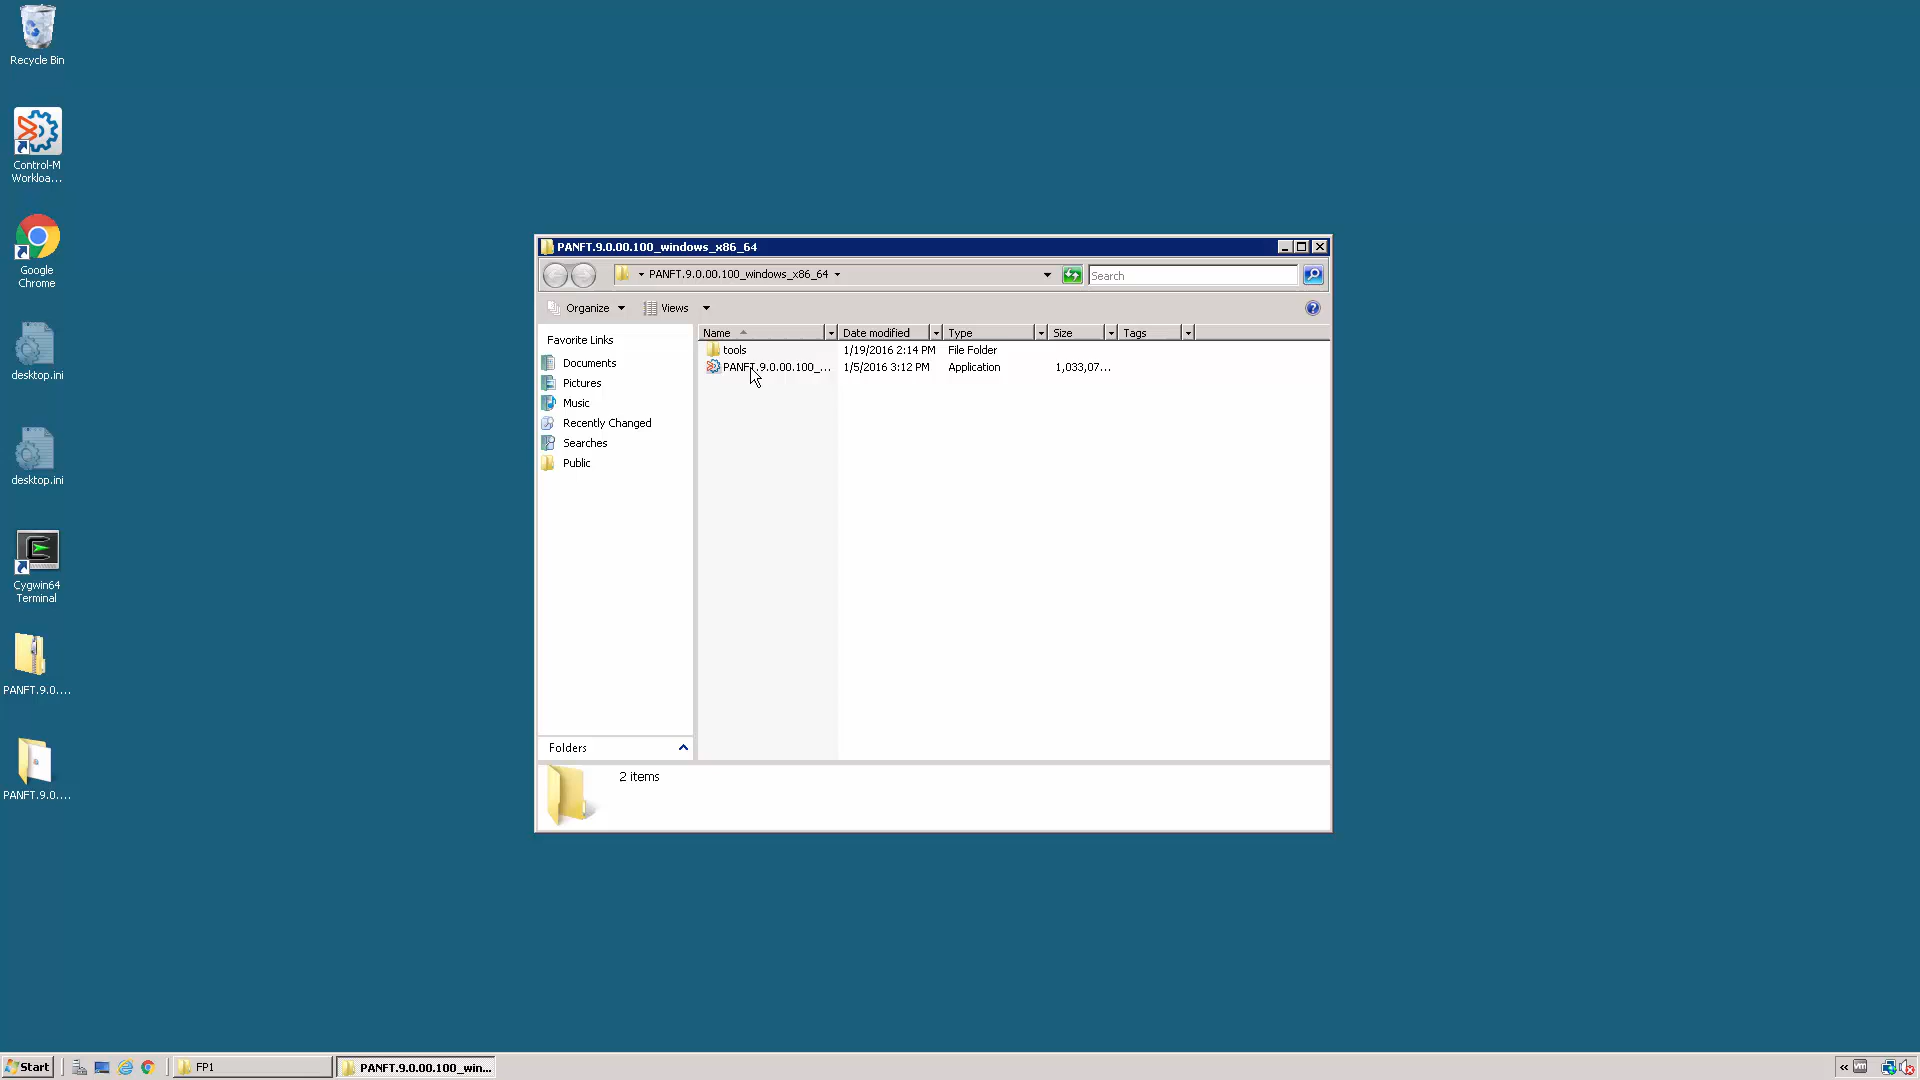 Recycle Bin
Control-M
Workloa...
Google
Chrome
desktop.ini
desktop.ini
Cygwin64
Terminal
PANFT.9.0....
PANFT.9.0....
PANFT.9.0.00.100_windows_x86_64
PANFT.9.0.00.100_windows_x86_64
Search
Organize
Views
Favorite Links
Documents
Pictures
Music
Recently Changed
Searches
Public
Folders
Name Date modified Type Size Tags
tools 1/19/2016 2:14 PM File Folder
PANFT.9.0.00.100_... 1/5/2016 3:12 PM Application 1,033,07...
2 items
Start
FP1
PANFT.9.0.00.100_win...
«
vm